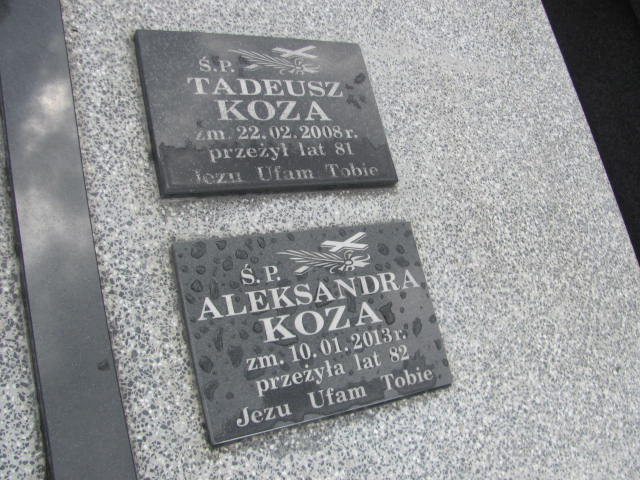 Ś.P.
TADEUSZ
KOZA
zm. 22.02.2008 r.
przeżył lat 81
Jezu Ufam Tobie
Ś.P.
ALEKSANDRA
KOZA
zm. 10.01.2013 r.
przeżyła lat 82
Jezu Ufam Tobie